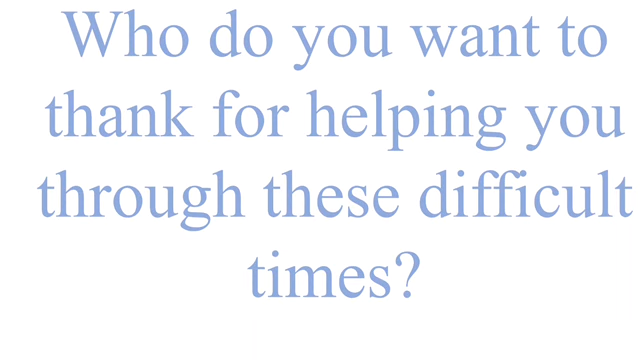 Who do you want to
thank for helping you
through these difficult
times?